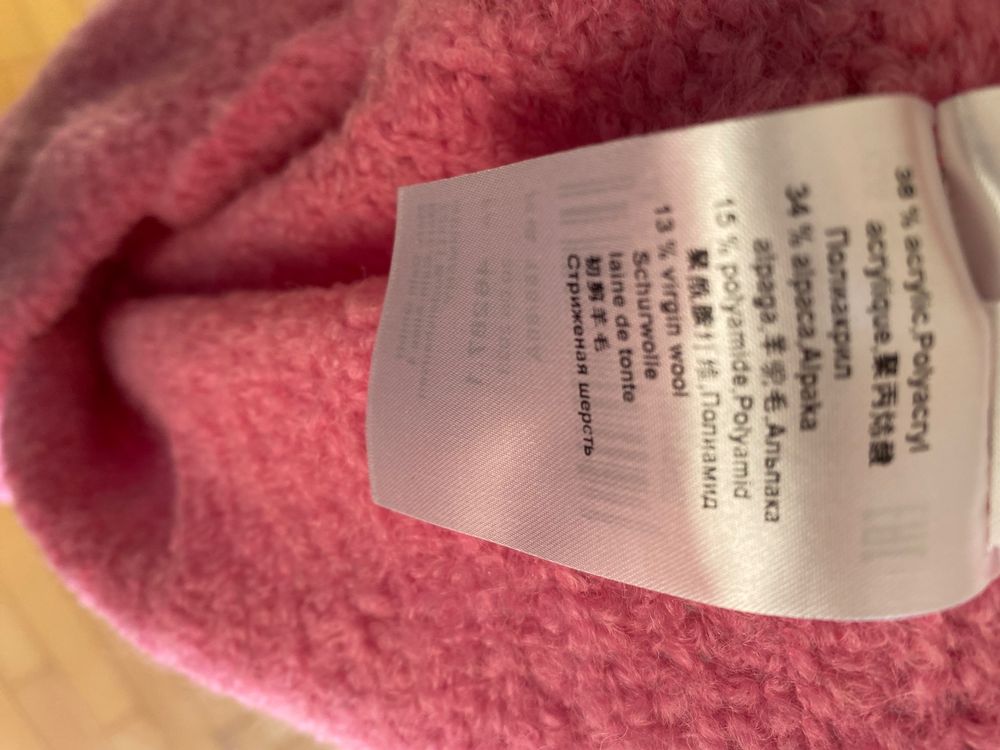 38 % acrylic,Polyacryl
acrylique,聚丙烯酸
Полиакрил
34 % alpaca,Alpaka
alpaga,羊驼毛,Альпака
15 % polyamide,Polyamid
聚酰胺纤维,Полиамид
13 % virgin wool
Schurwolle
laine de tonte
初剪羊毛
Стриженая шерсть